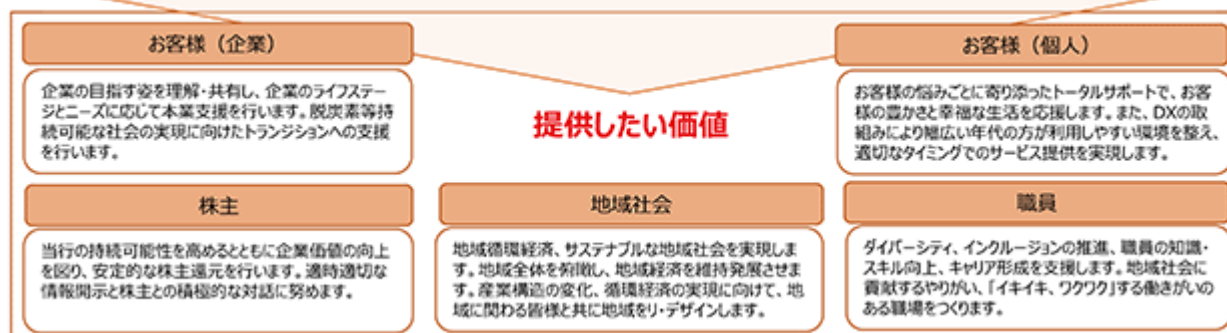 お客様（企業）
企業の目指す姿を理解・共有し、企業のライフステー
ジとニーズに応じて本業支援を行います。脱炭素等持
続可能な社会の実現に向けたトランジションへの支援
を行います。
提供したい価値
お客様（個人）
お客様の悩みごとに寄り添ったトータルサポートで、お客
様の豊かさと幸福な生活を応援します。また、DXの取
組みにより幅広い年代の方が利用しやすい環境を整え、
適切なタイミングでのサービス提供を実現します。
株主
当行の持続可能性を高めるとともに企業価値の向上
を図り、安定的な株主還元を行います。適時適切な
情報開示と株主との積極的な対話に努めます。
地域社会
地域循環経済、サステナブルな地域社会を実現しま
す。地域全体を俯瞰し、地域経済を維持発展させま
す。産業構造の変化、循環経済の実現に向けて、地
域に関わる皆様と共に地域をリ・デザインします。
職員
ダイバーシティ、インクルージョンの推進、職員の知識・
スキル向上、キャリア形成を支援します。地域社会に
貢献するやりがい、「イキイキ、ワクワク」する働きがいの
ある職場をつくります。